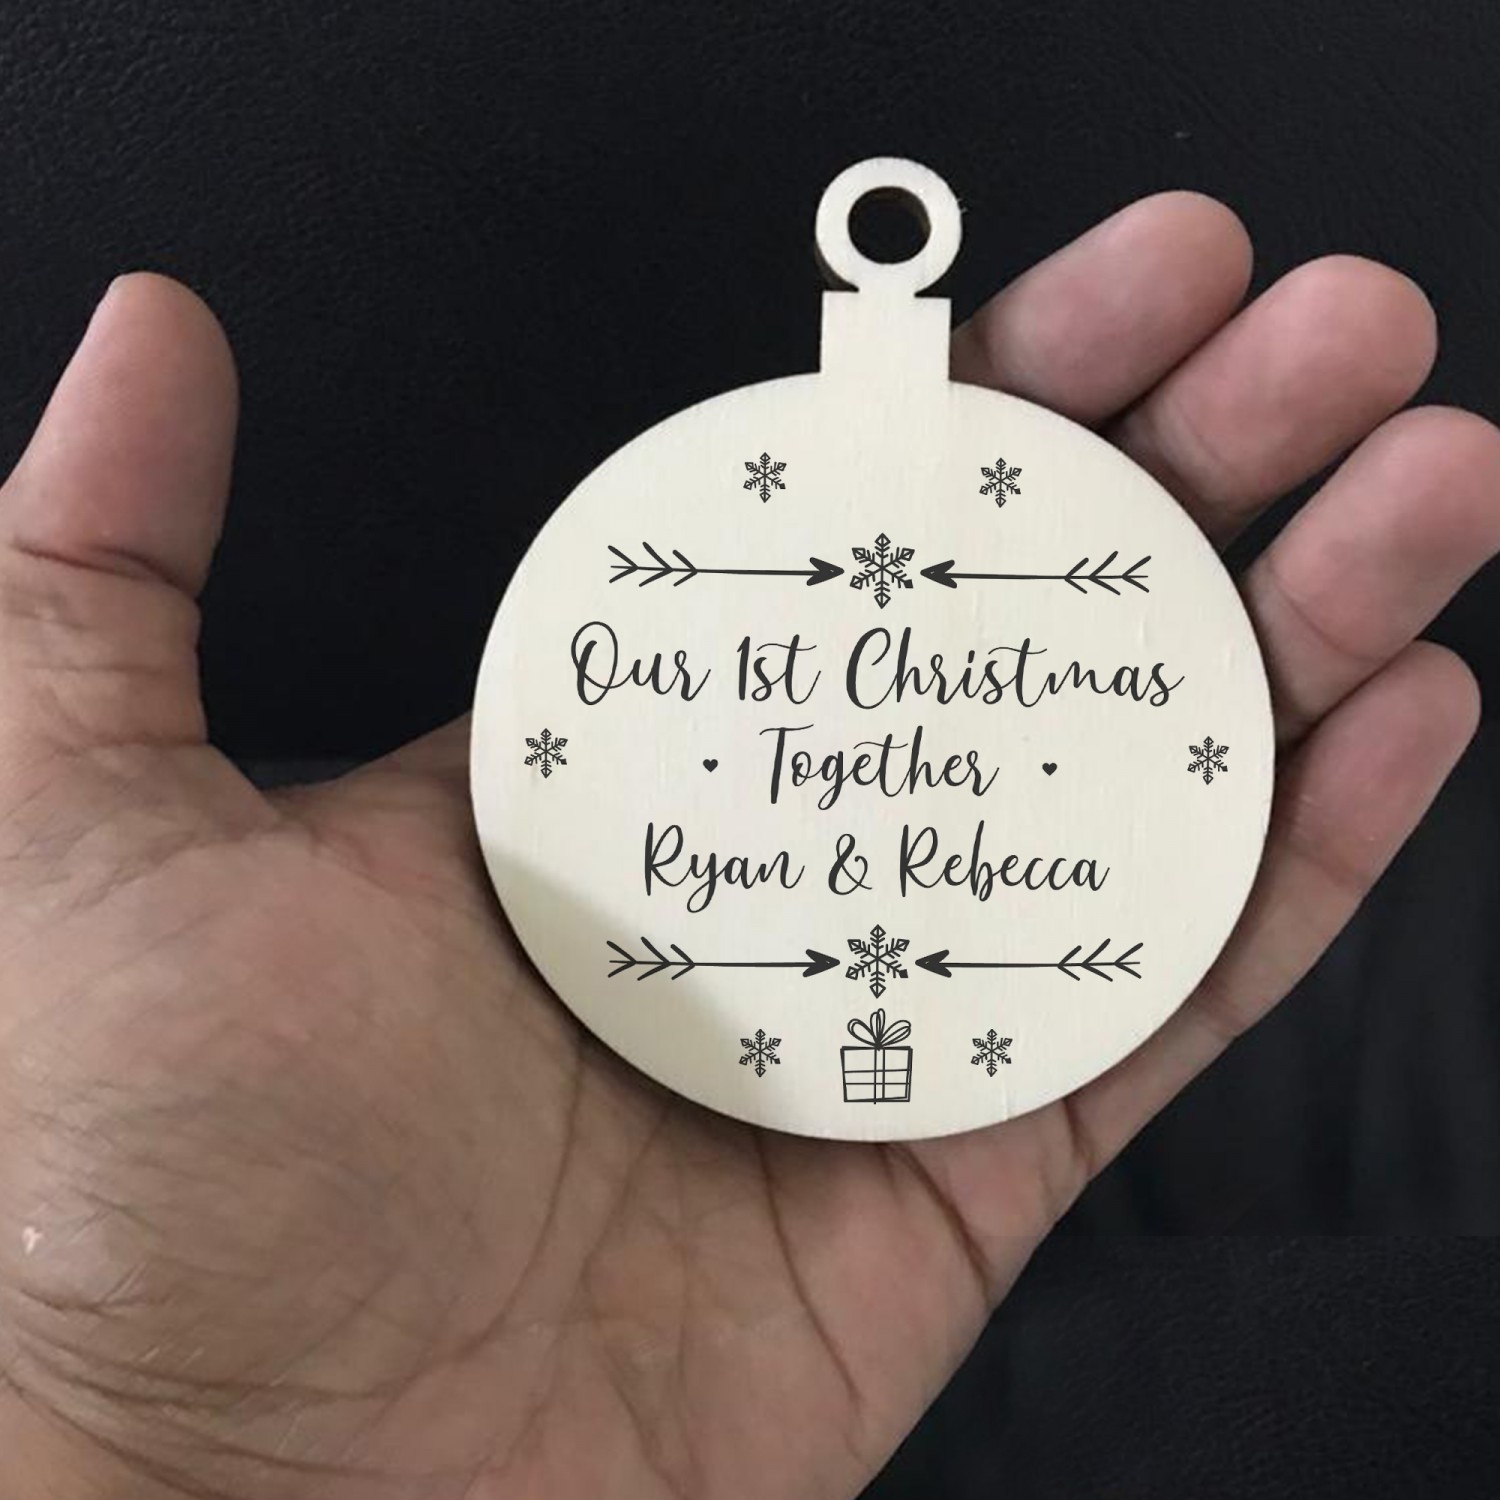 Our 1st Christmas
Together
Ryan & Rebecca